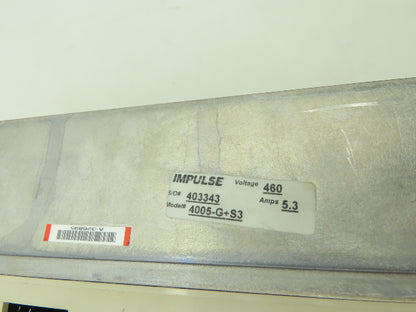 IMPULSE Voltage 460
S/O# 403343 Amps 5.3
Model# 4005-G+S3